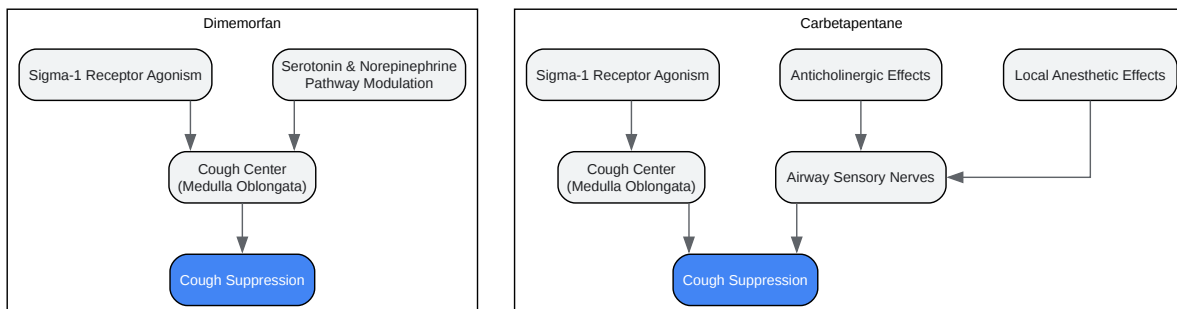 Dimemorfan
Sigma-1 Receptor Agonism
Serotonin & Norepinephrine
Pathway Modulation
Cough Center
(Medulla Oblongata)
Cough Suppression
Carbetapentane
Sigma-1 Receptor Agonism
Anticholinergic Effects
Local Anesthetic Effects
Cough Center
(Medulla Oblongata)
Airway Sensory Nerves
Cough Suppression